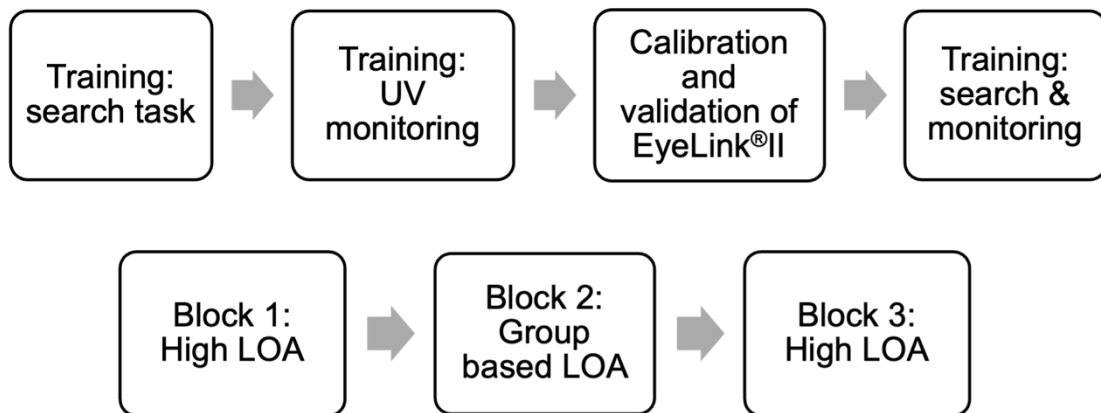 Training:
search task
Training:
UV
monitoring
Calibration
and
validation of
EyeLink®II
Training:
search &
monitoring
Block 1:
High LOA
Block 2:
Group
based LOA
Block 3:
High LOA